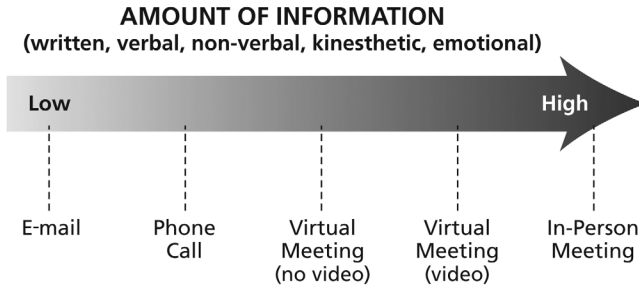 AMOUNT OF INFORMATION
(written, verbal, non-verbal, kinesthetic, emotional)
Low
High
E-mail
Phone
Call
Virtual
Meeting
(no video)
Virtual
Meeting
(video)
In-Person
Meeting